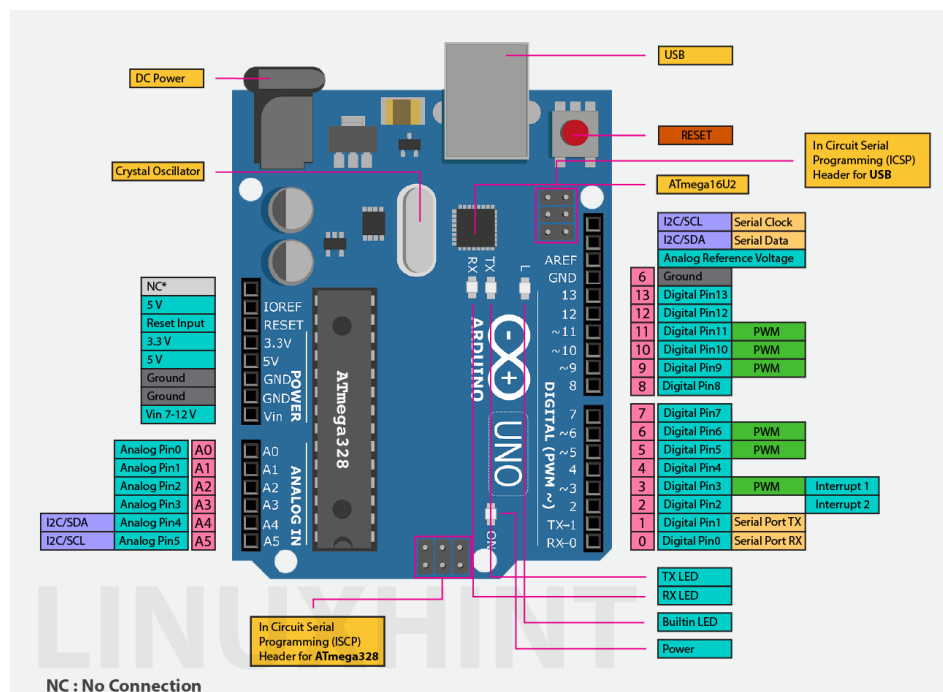 USB
DC Power
RESET
In Circuit Serial
Programming (ICSP)
Header for USB
Crystal Oscillator
ATmega16U2
I2C/SCL Serial Clock
I2C/SDA Serial Data
Analog Reference Voltage
6 Ground
13 Digital Pin13
12 Digital Pin12
11 Digital Pin11 PWM
10 Digital Pin10 PWM
9 Digital Pin9 PWM
8 Digital Pin8
7 Digital Pin7
6 Digital Pin6 PWM
5 Digital Pin5 PWM
4 Digital Pin4
3 Digital Pin3 PWM Interrupt 1
2 Digital Pin2 Interrupt 2
1 Digital Pin1 Serial Port TX
0 Digital Pin0 Serial Port RX
NC*
5 V
Reset Input
3.3 V
5 V
Ground
Ground
Vin 7-12 V
Analog Pin0 A0
Analog Pin1 A1
Analog Pin2 A2
Analog Pin3 A3
I2C/SDA Analog Pin4 A4
I2C/SCL Analog Pin5 A5
IOREF
RESET
3.3V
5V
GND
GND
Vin
POWER
A0
A1
A2
A3
A4
A5
ANALOG IN
ATmega328
RX
TX
L
ARDUINO
UNO
ON
AREF
GND
13
12
~11
~10
~9
8
7
~6
~5
4
~3
2
TX-1
RX-0
DIGITAL (PWM ~)
TX LED
RX LED
Builtin LED
Power
In Circuit Serial
Programming (ISCP)
Header for ATmega328
LINUXHINT
NC : No Connection